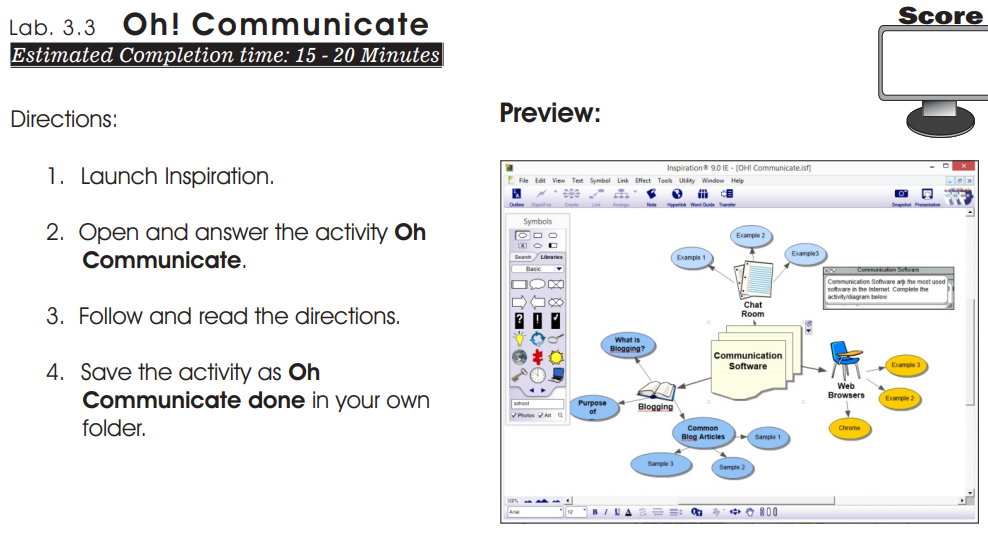 Lab. 3.3 Oh! Communicate
Estimated Completion time: 15 - 20 Minutes
Score
Directions:
1. Launch Inspiration.
2. Open and answer the activity Oh
Communicate.
3. Follow and read the directions.
4. Save the activity as Oh
Communicate done in your own
folder.
Preview:
Inspiration® 9.0 IE - [OH! Communicate.isf]
File Edit View Text Symbol Link Effect Tools Utility Window Help
Outline RapidFire Create Link Arrange Note Hyperlink Word Guide Transfer Snapshot Presentation
Symbols
Search Libraries
Basic
school
Photos Art
Example 2
Example 1
Example3
Chat
Room
Communication Software
Communication Software are the most used
software in the Internet. Complete the
activity/diagram below
What is
Blogging?
Communication
Software
Example 3
Web
Browsers
Example 2
Purpose
of
...
Blogging
Chrome
Common
Blog Articles
Sample 1
Sample 3
Sample 2
100%
Arial 12 B I U A